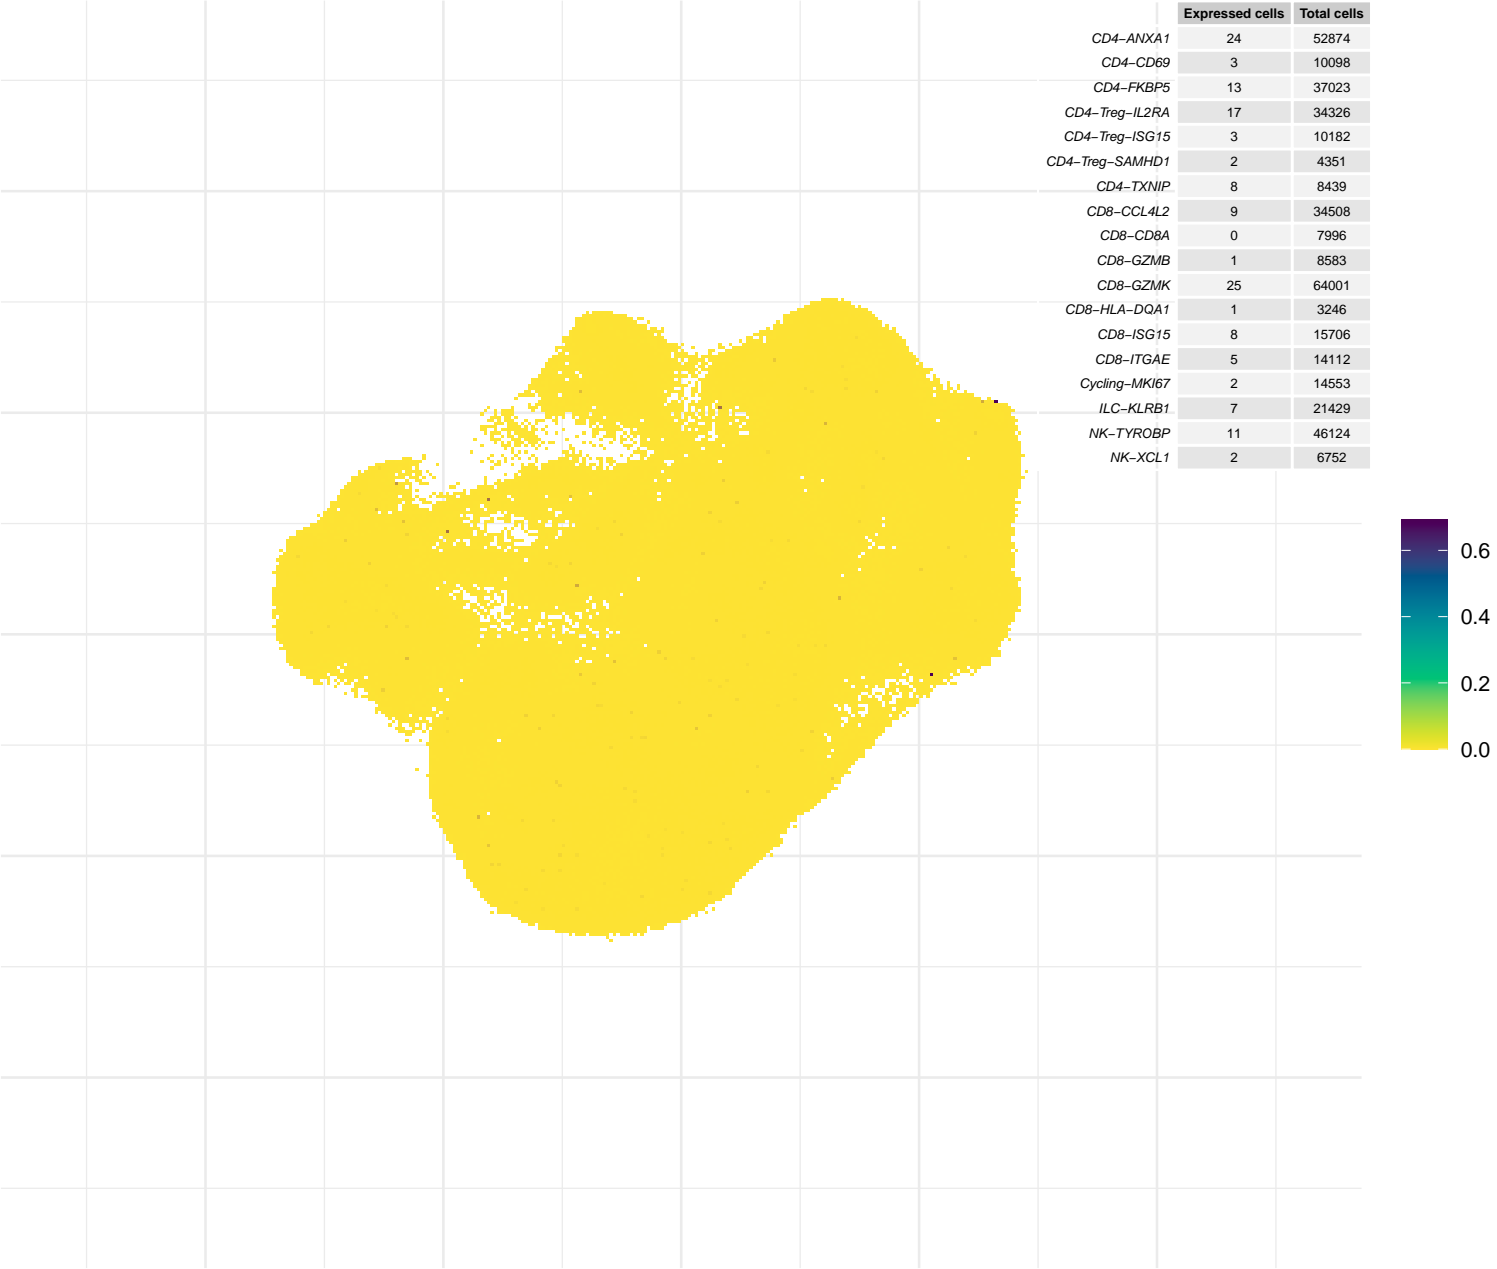 Expressed cells Total cells
CD4−ANXA1 24 52874
CD4−CD69 3 10098
CD4−FKBP5 13 37023
CD4−Treg−IL2RA 17 34326
CD4−Treg−ISG15 3 10182
CD4−Treg−SAMHD1 2 4351
CD4−TXNIP 8 8439
CD8−CCL4L2 9 34508
CD8−CD8A 0 7996
CD8−GZMB 1 8583
CD8−GZMK 25 64001
CD8−HLA−DQA1 1 3246
CD8−ISG15 8 15706
CD8−ITGAE 5 14112
Cycling−MKI67 2 14553
ILC−KLRB1 7 21429
NK−TYROBP 11 46124
NK−XCL1 2 6752
0.6
0.4
0.2
0.0